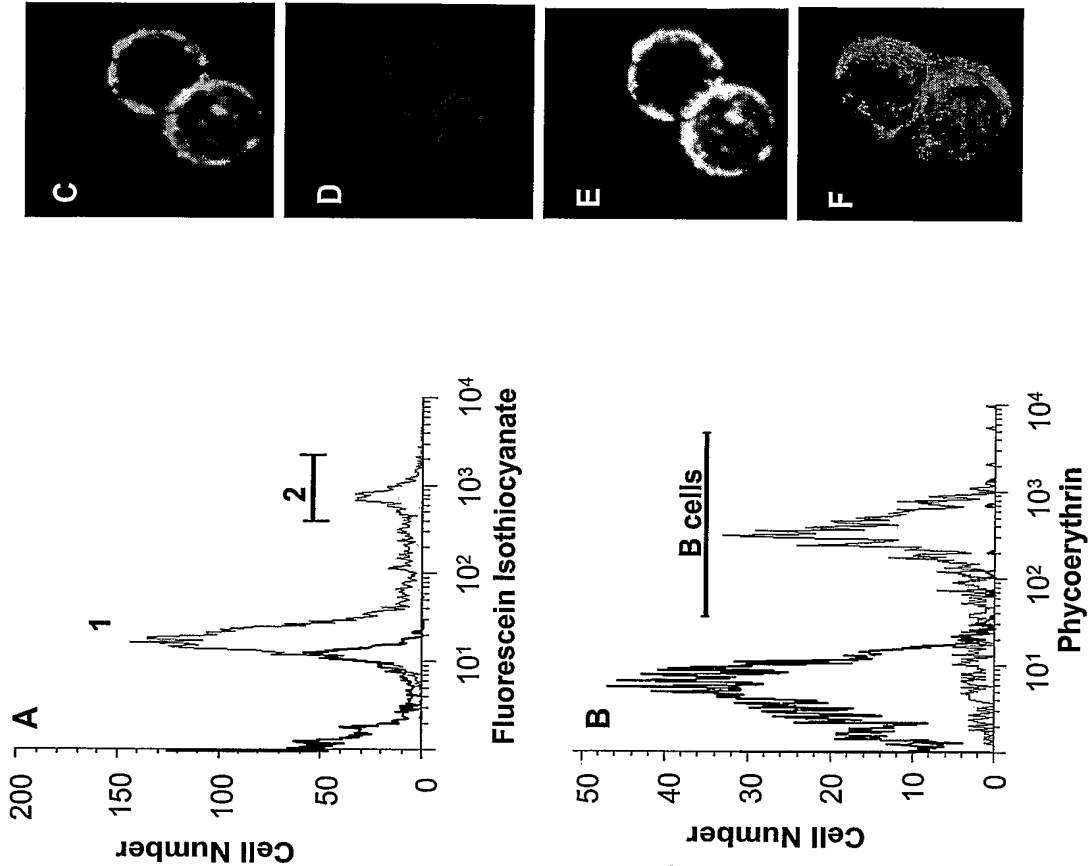 A
1
2
Cell Number
200
150
100
50
0
10¹
10²
10³
10⁴
Fluorescein Isothiocyanate
B
B cells
Cell Number
50
40
30
20
10
0
10¹
10²
10³
10⁴
Phycoerythrin
C
D
E
F